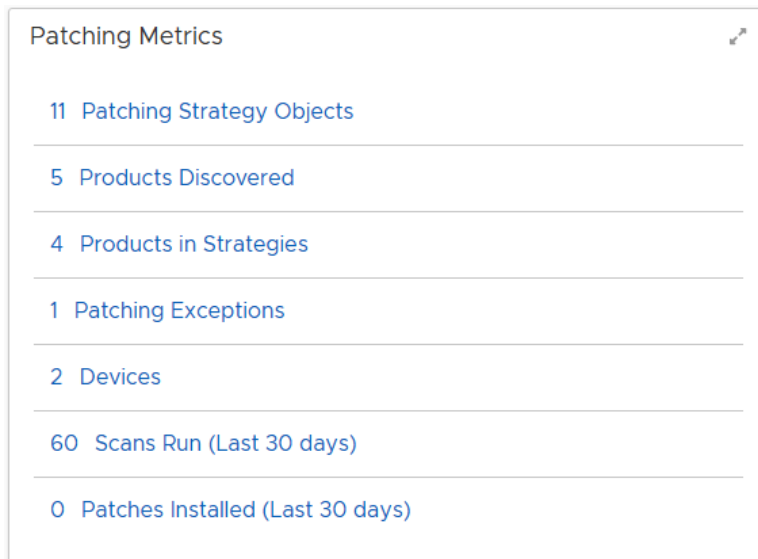 Patching Metrics
11 Patching Strategy Objects
5 Products Discovered
4 Products in Strategies
1 Patching Exceptions
2 Devices
60 Scans Run (Last 30 days)
0 Patches Installed (Last 30 days)